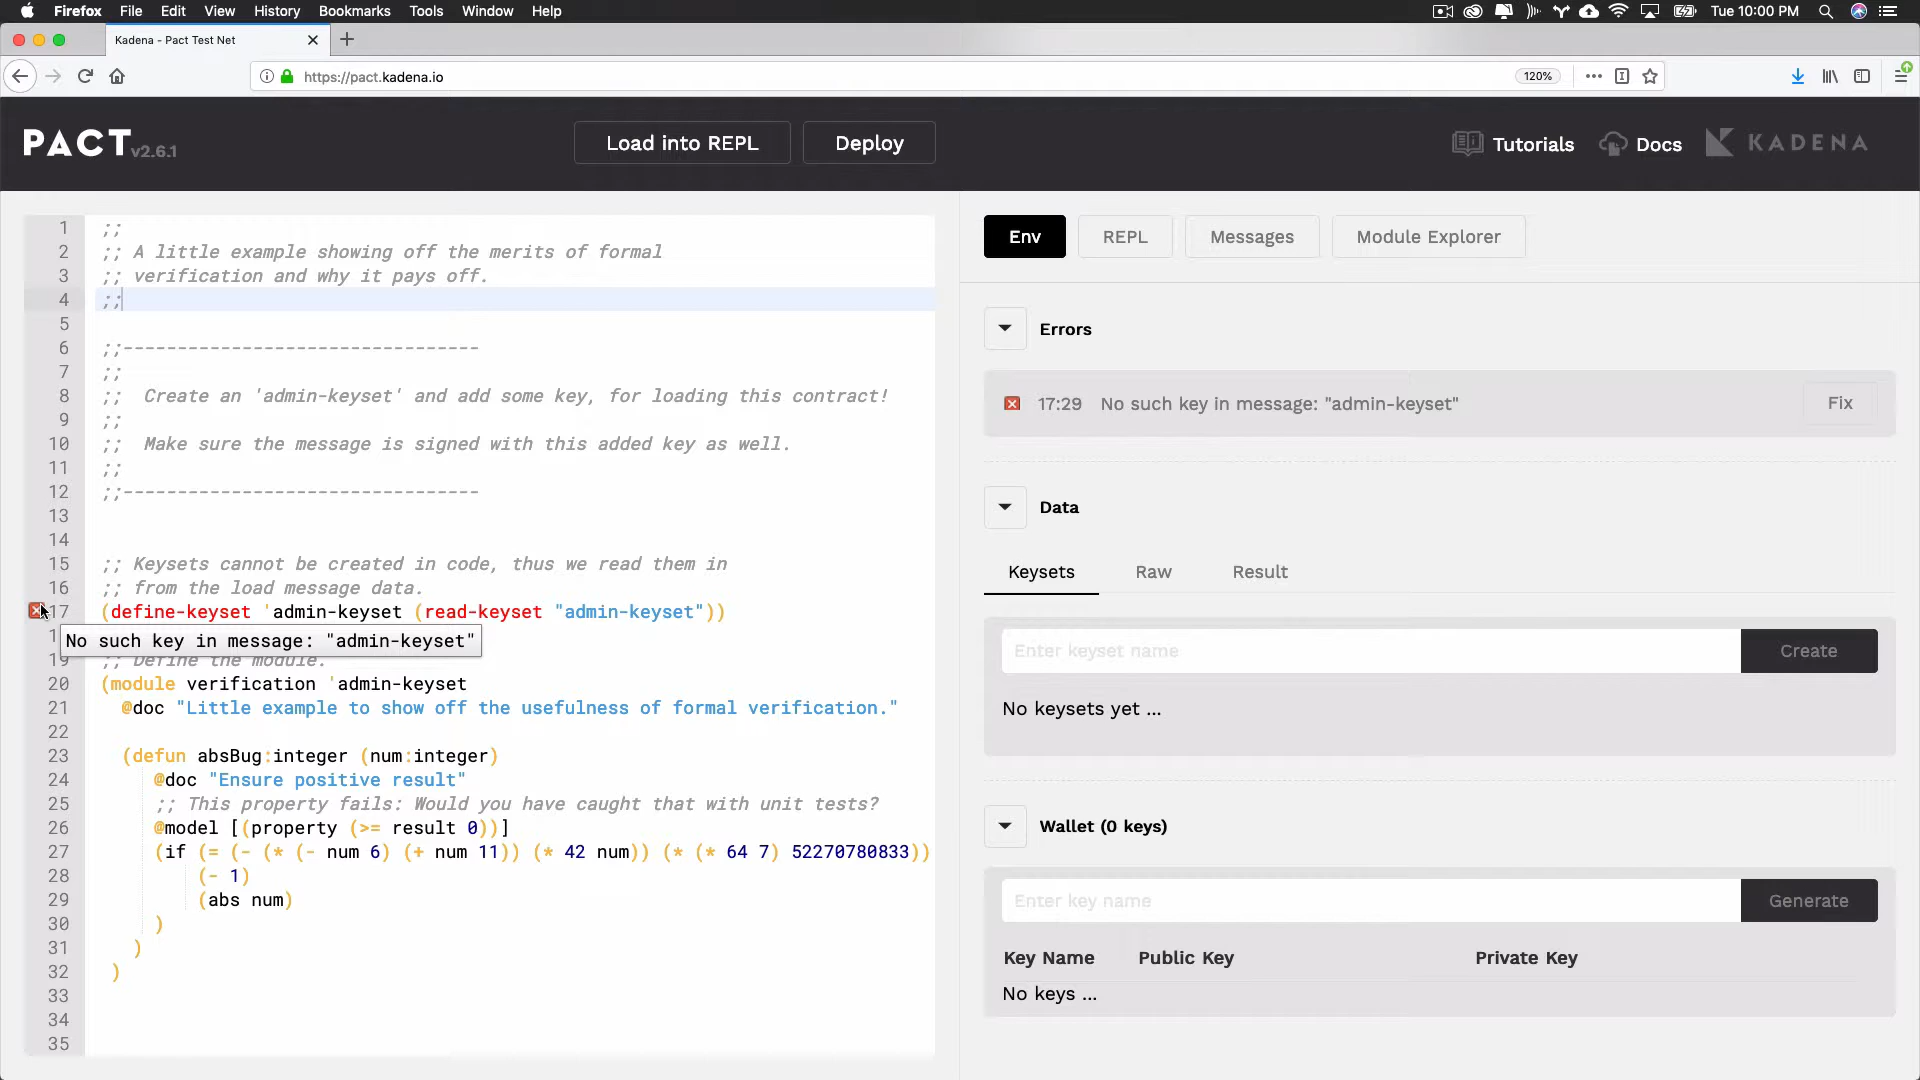 Firefox File Edit View History Bookmarks Tools Window Help
Tue 10:00 PM
Kadena - Pact Test Net
https://pact.kadena.io
120%
PACT v2.6.1
Load into REPL
Deploy
Tutorials
Docs
KADENA
1 ;;
2 ;; A little example showing off the merits of formal
3 ;; verification and why it pays off.
4 ;;
5
6 ;;---------------------------------
7 ;;
8 ;;  Create an 'admin-keyset' and add some key, for loading this contract!
9 ;;
10 ;;  Make sure the message is signed with this added key as well.
11 ;;
12 ;;---------------------------------
13
14
15 ;; Keysets cannot be created in code, thus we read them in
16 ;; from the load message data.
17 (define-keyset 'admin-keyset (read-keyset "admin-keyset"))
1
No such key in message: "admin-keyset"
19 ;; Define the module.
20 (module verification 'admin-keyset
21   @doc "Little example to show off the usefulness of formal verification."
22
23   (defun absBug:integer (num:integer)
24      @doc "Ensure positive result"
25      ;; This property fails: Would you have caught that with unit tests?
26      @model [(property (>= result 0))]
27      (if (= (- (* (- num 6) (+ num 11)) (* 42 num)) (* (* 64 7) 52270780833))
28          (- 1)
29          (abs num)
30      )
31    )
32  )
33
34
35
Env
REPL
Messages
Module Explorer
Errors
17:29 No such key in message: "admin-keyset"
Fix
Data
Keysets
Raw
Result
Enter keyset name
Create
No keysets yet ...
Wallet (0 keys)
Enter key name
Generate
Key Name
Public Key
Private Key
No keys ...